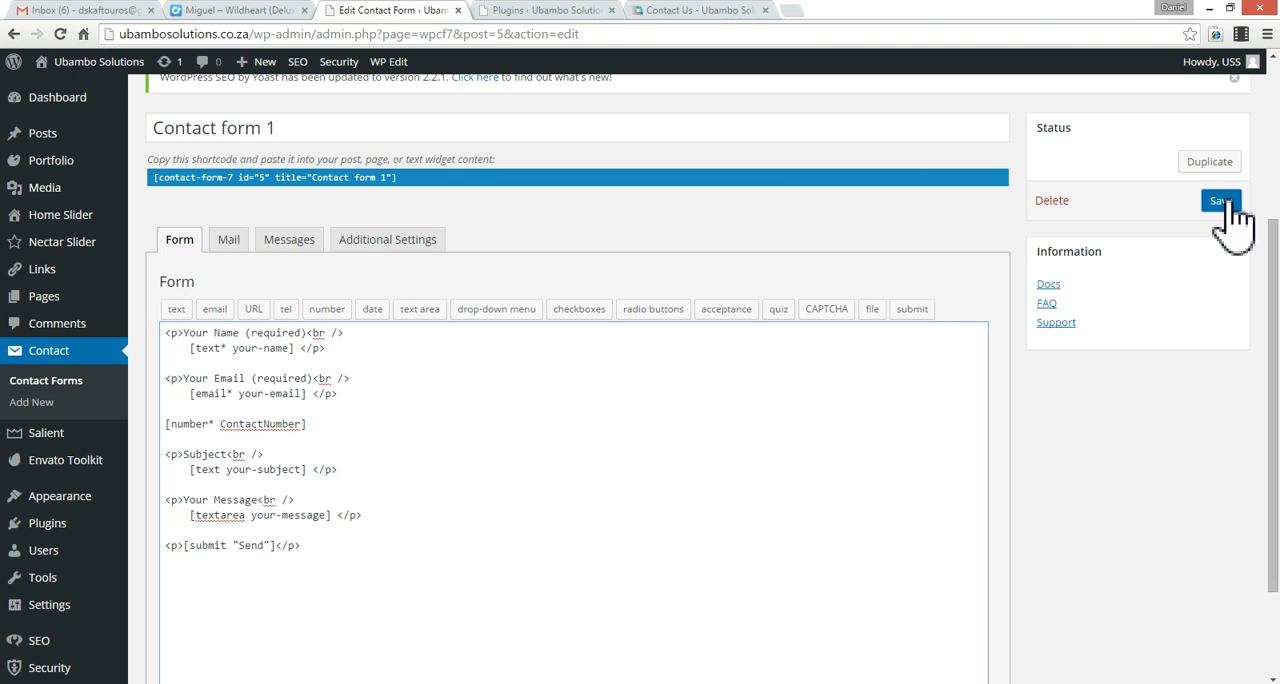 Inbox (6) - dskaftouros@g
Miguel – Wildheart (Delu
Edit Contact Form ‹ Ubam
Plugins ‹ Ubambo Solution
Contact Us - Ubambo Sol
Daniel
ubambosolutions.co.za/wp-admin/admin.php?page=wpcf7&post=5&action=edit
Ubambo Solutions 1 0 + New SEO Security WP Edit Howdy, USS
WordPress SEO by Yoast has been updated to version 2.2.1. Click here to find out what's new!
Dashboard
Posts
Portfolio
Media
Home Slider
Nectar Slider
Links
Pages
Comments
Contact
Contact Forms
Add New
Salient
Envato Toolkit
Appearance
Plugins
Users
Tools
Settings
SEO
Security
Contact form 1
Copy this shortcode and paste it into your post, page, or text widget content:
[contact-form-7 id="5" title="Contact form 1"]
Form Mail Messages Additional Settings
Form
text email URL tel number date text area drop-down menu checkboxes radio buttons acceptance quiz CAPTCHA file submit
<p>Your Name (required)<br />
[text* your-name] </p>
<p>Your Email (required)<br />
[email* your-email] </p>
[number* ContactNumber]
<p>Subject<br />
[text your-subject] </p>
<p>Your Message<br />
[textarea your-message] </p>
<p>[submit "Send"]</p>
Status
Duplicate
Delete
Information
Docs
FAQ
Support